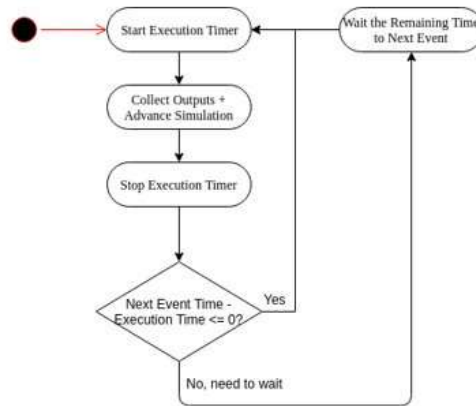 Start Execution Timer
Wait the Remaining Time
to Next Event
Collect Outputs +
Advance Simulation
Stop Execution Timer
Next Event Time -
Execution Time <= 0?
Yes
No, need to wait